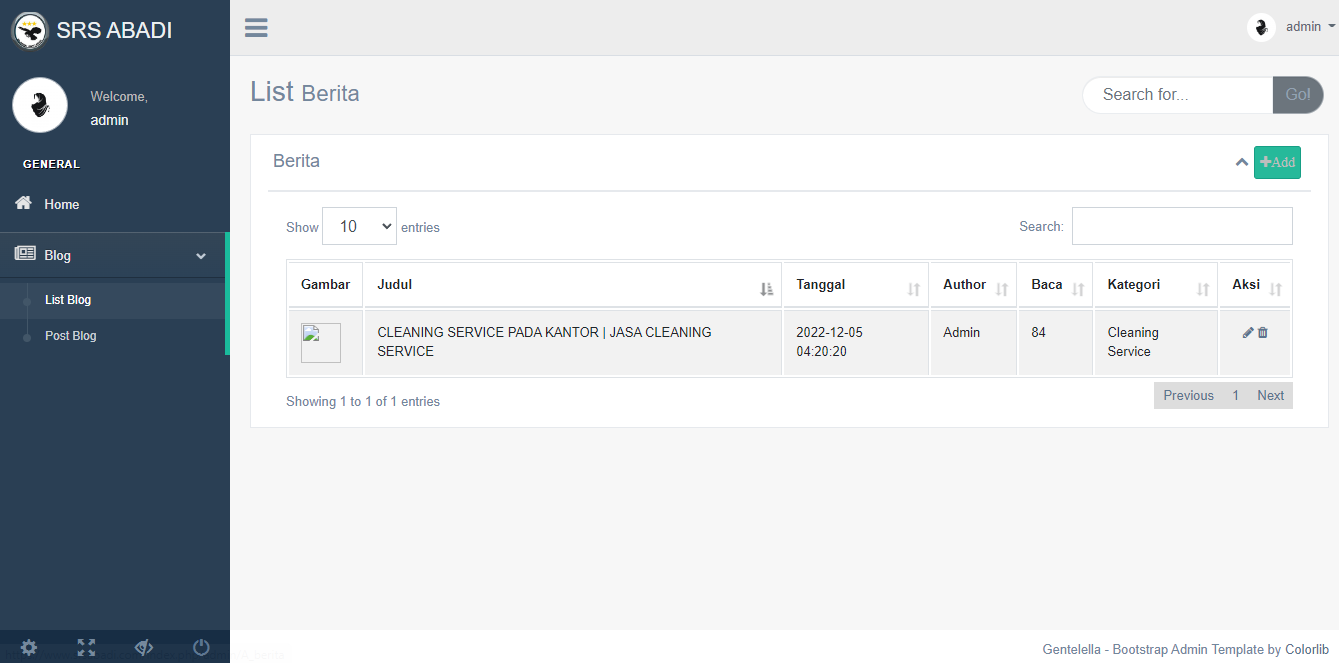 SRS ABADI
admin
Welcome,
admin
GENERAL
Home
Blog
List Blog
Post Blog
List Berita
Search for...
Go!
Berita
Add
Show 10 entries
Search:
Gambar Judul Tanggal Author Baca Kategori Aksi
CLEANING SERVICE PADA KANTOR | JASA CLEANING 2022-12-05 Admin 84 Cleaning
SERVICE 04:20:20 Service
Showing 1 to 1 of 1 entries
Previous 1 Next
Gentelella - Bootstrap Admin Template by Colorlib